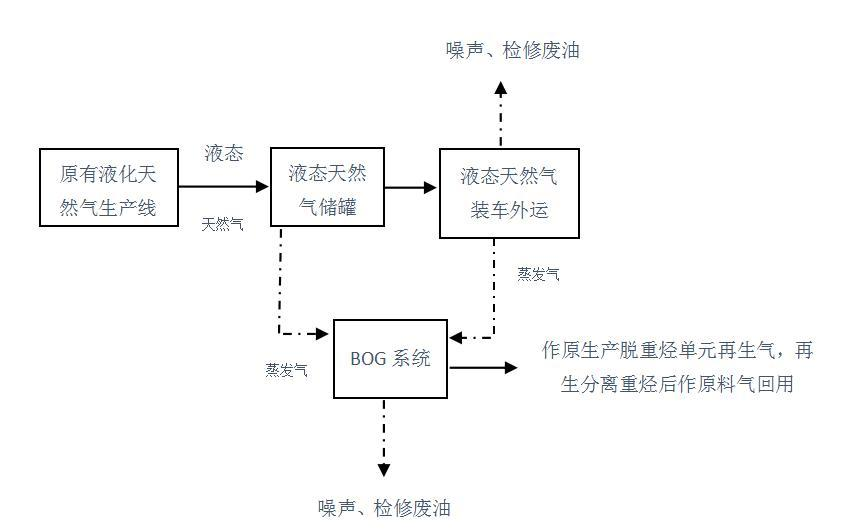 噪声、检修废油
原有液化天
然气生产线
液态
天然气
液态天然
气储罐
液态天然气
装车外运
蒸发气
蒸发气
BOG 系统
作原生产脱重烃单元再生气，再
生分离重烃后作原料气回用
噪声、检修废油